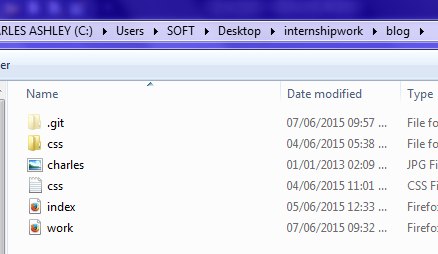 ARLES ASHLEY (C:) Users SOFT Desktop internshipwork blog
er
Name Date modified Type
.git 07/06/2015 09:57 ... File fo
css 04/06/2015 05:38 ... File fo
charles 01/01/2013 02:09 ... JPG Fi
css 04/06/2015 11:01 ... CSS Fi
index 05/06/2015 12:33 ... Firefo
work 07/06/2015 09:32 ... Firefo